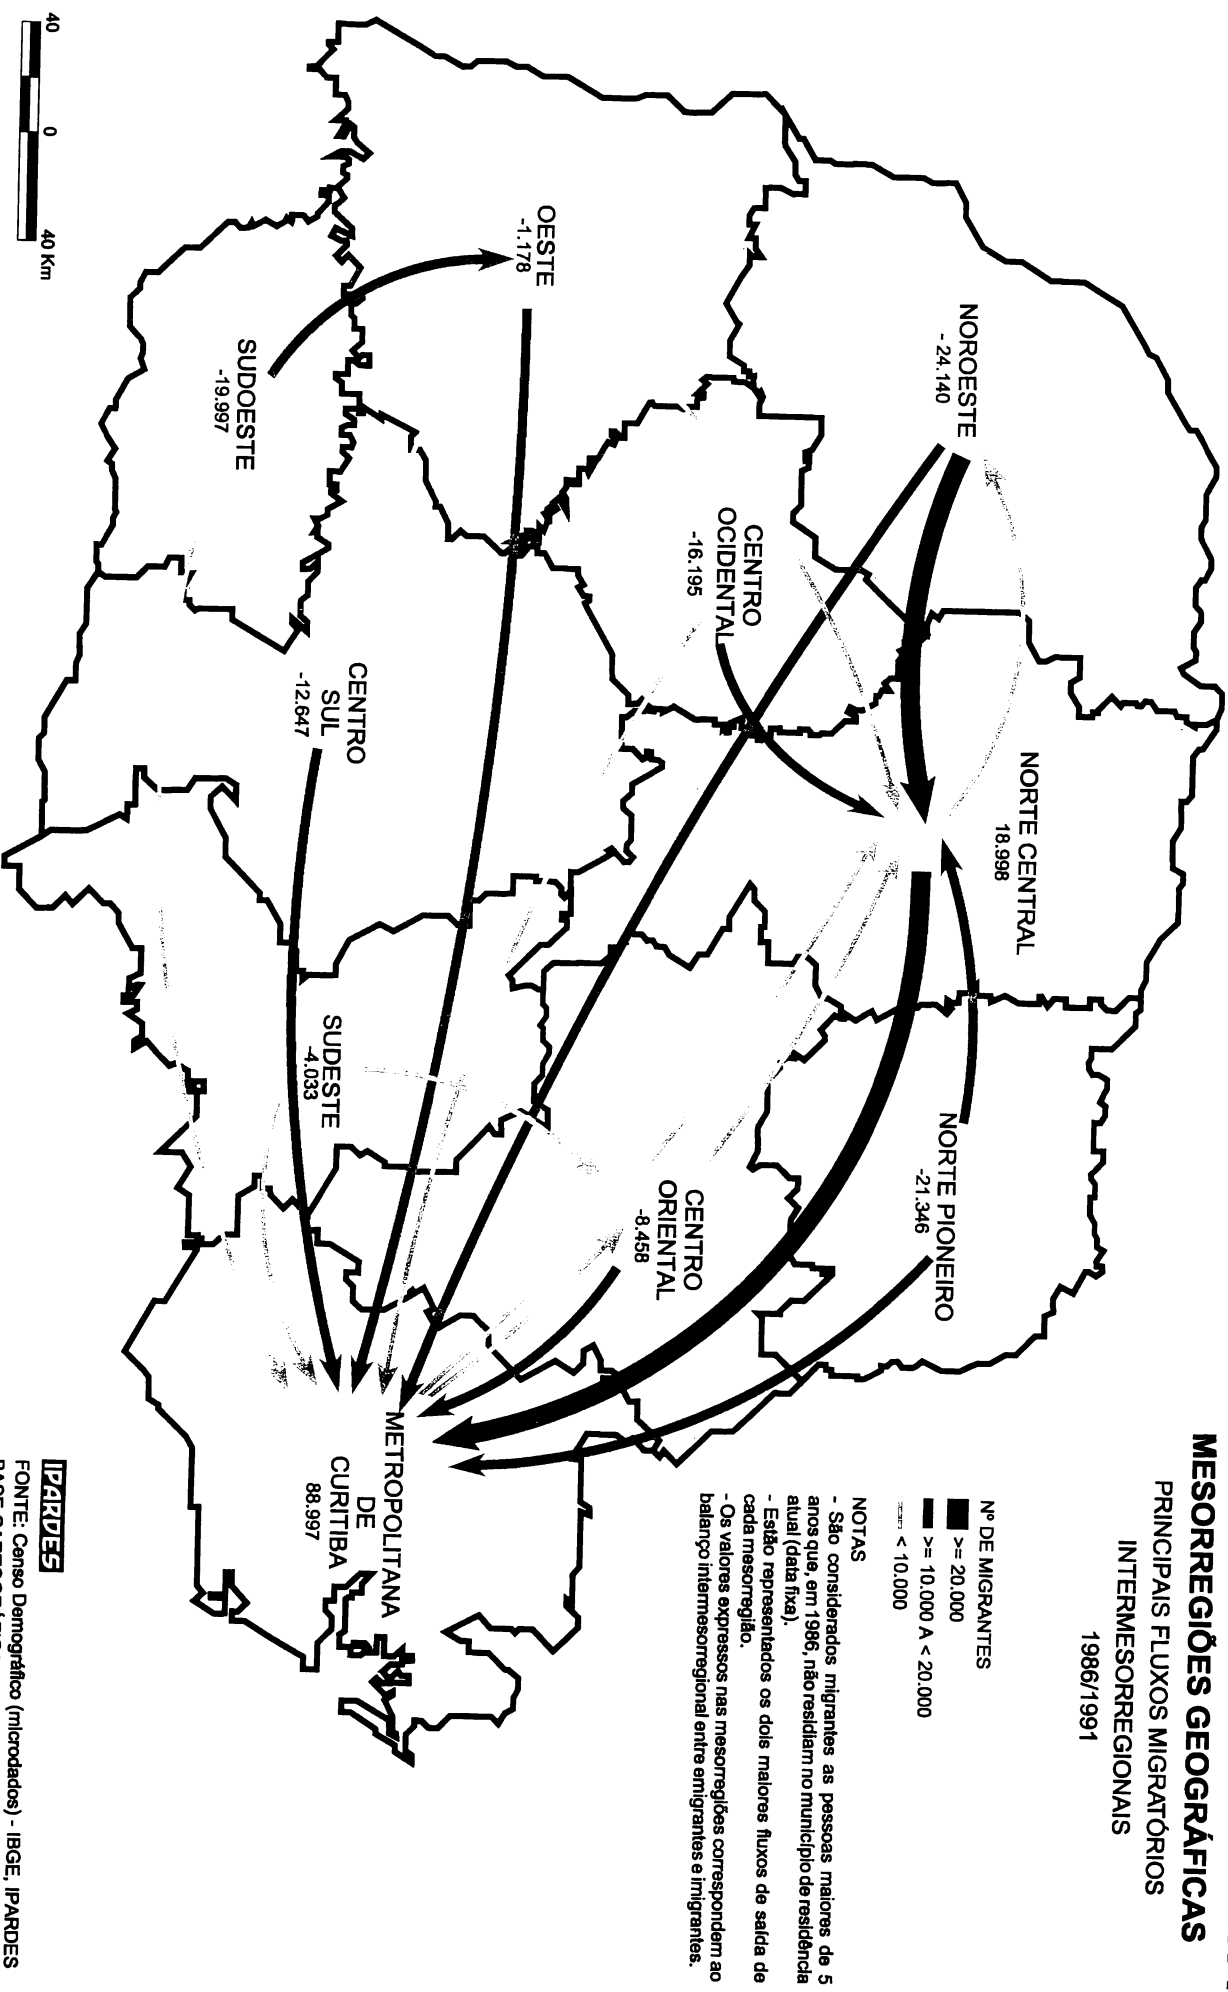 MESORREGIÕES GEOGRÁFICAS
PRINCIPAIS FLUXOS MIGRATÓRIOS
INTERMESORREGIONAIS
1986/1991
Nº DE MIGRANTES
>= 20.000
>= 10.000 A < 20.000
< 10.000
NOTAS
- São considerados migrantes as pessoas maiores de 5
anos que, em 1986, não residiam no município de residência
atual (data fixa).
- Estão representados os dois maiores fluxos de saída de
cada mesorregião.
- Os valores expressos nas mesorregiões correspondem ao
balanço intermesorregional entre emigrantes e imigrantes.
NOROESTE
- 24.140
NORTE CENTRAL
18.998
NORTE PIONEIRO
-21.346
CENTRO
OCIDENTAL
-16.195
CENTRO
ORIENTAL
-8.458
OESTE
-1.178
SUDOESTE
-19.997
CENTRO
SUL
-12.647
SUDESTE
-4.033
METROPOLITANA
DE
CURITIBA
88.997
40 0 40 Km
IPARDES
FONTE: Censo Demográfico (microdados) - IBGE, IPARDES